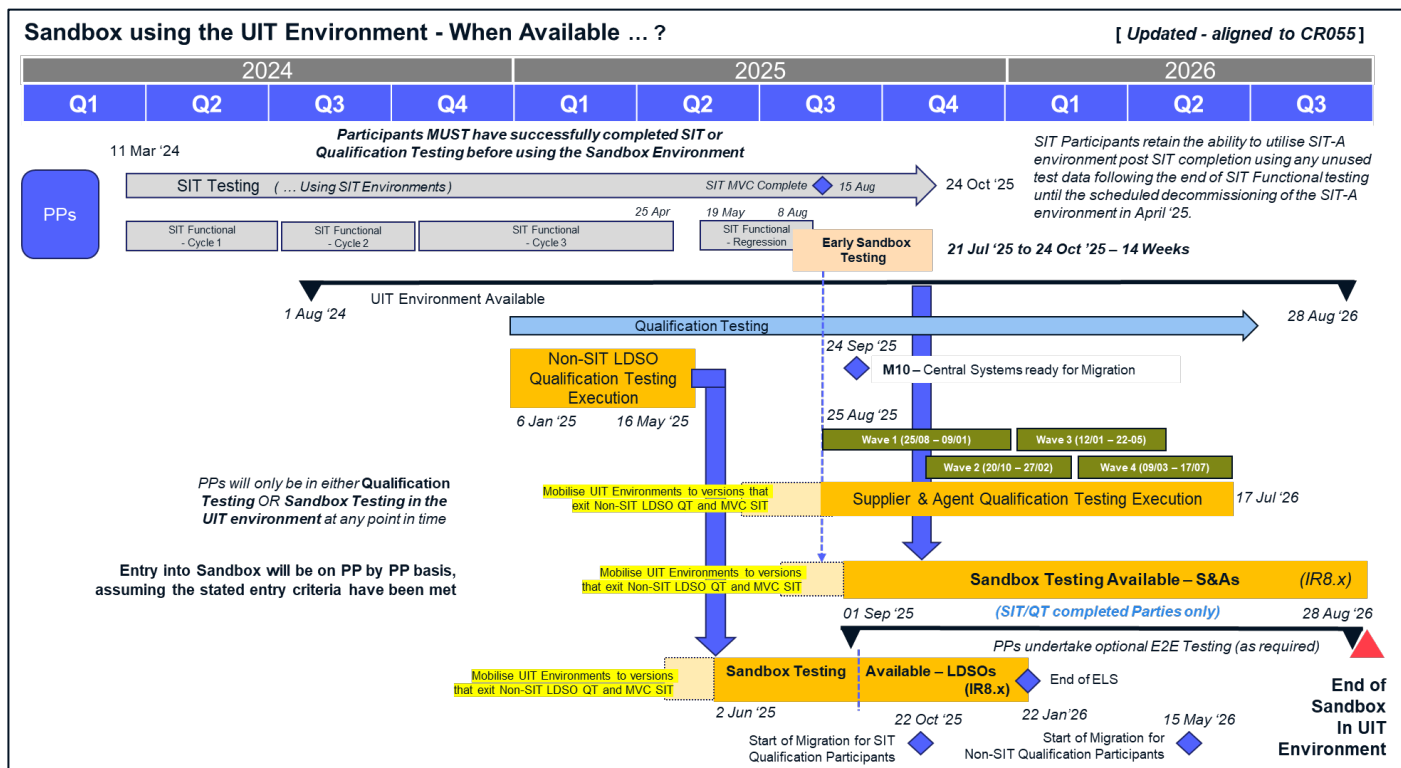 Sandbox using the UIT Environment - When Available … ?
[ Updated - aligned to CR055 ]
2024
2025
2026
Q1
Q2
Q3
Q4
Q1
Q2
Q3
Q4
Q1
Q2
Q3
Participants MUST have successfully completed SIT or
Qualification Testing before using the Sandbox Environment
11 Mar ‘24
SIT Participants retain the ability to utilise SIT-A
environment post SIT completion using any unused
test data following the end of SIT Functional testing
until the scheduled decommissioning of the SIT-A
environment in April ‘25.
PPs
SIT Testing ( … Using SIT Environments)
SIT MVC Complete
15 Aug
24 Oct ‘25
25 Apr
19 May
8 Aug
SIT Functional
- Cycle 1
SIT Functional
- Cycle 2
SIT Functional
- Cycle 3
SIT Functional
- Regression
Early Sandbox
Testing
21 Jul ‘25 to 24 Oct ’25 – 14 Weeks
UIT Environment Available
1 Aug ‘24
28 Aug ‘26
Qualification Testing
24 Sep ‘25
Non-SIT LDSO
Qualification Testing
Execution
M10 – Central Systems ready for Migration
6 Jan ‘25
16 May ‘25
25 Aug ‘25
Wave 1 (25/08 – 09/01)
Wave 3 (12/01 – 22-05)
Wave 2 (20/10 – 27/02)
Wave 4 (09/03 – 17/07)
PPs will only be in either Qualification
Testing OR Sandbox Testing in the
UIT environment at any point in time
Mobilise UIT Environments to versions that
exit Non-SIT LDSO QT and MVC SIT
Supplier & Agent Qualification Testing Execution
17 Jul ‘26
Entry into Sandbox will be on PP by PP basis,
assuming the stated entry criteria have been met
Mobilise UIT Environments to versions
that exit Non-SIT LDSO QT and MVC SIT
Sandbox Testing Available – S&As (IR8.x)
01 Sep ‘25
(SIT/QT completed Parties only)
28 Aug ‘26
PPs undertake optional E2E Testing (as required)
Mobilise UIT Environments to versions
that exit Non-SIT LDSO QT and MVC SIT
Sandbox Testing
Available – LDSOs
(IR8.x)
End of ELS
2 Jun ‘25
22 Oct ‘25
22 Jan’26
15 May ‘26
Start of Migration for SIT
Qualification Participants
Start of Migration for
Non-SIT Qualification Participants
End of
Sandbox
In UIT
Environment